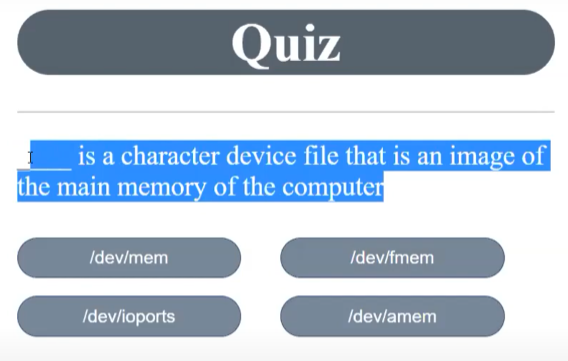 Quiz
____ is a character device file that is an image of
the main memory of the computer
/dev/mem
/dev/fmem
/dev/ioports
/dev/amem